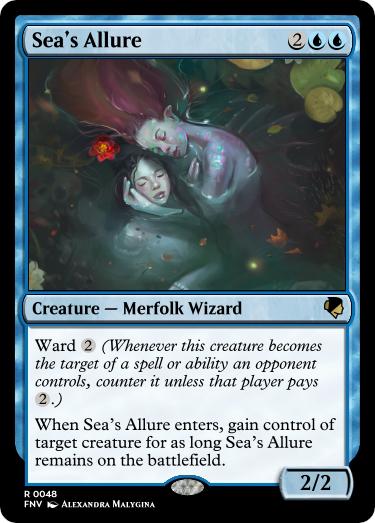 Sea's Allure 2
Creature — Merfolk Wizard
Ward 2 (Whenever this creature becomes
the target of a spell or ability an opponent
controls, counter it unless that player pays
2.)
When Sea's Allure enters, gain control of
target creature for as long Sea's Allure
remains on the battlefield.
2/2
R 0048
FNV Alexandra Malygina